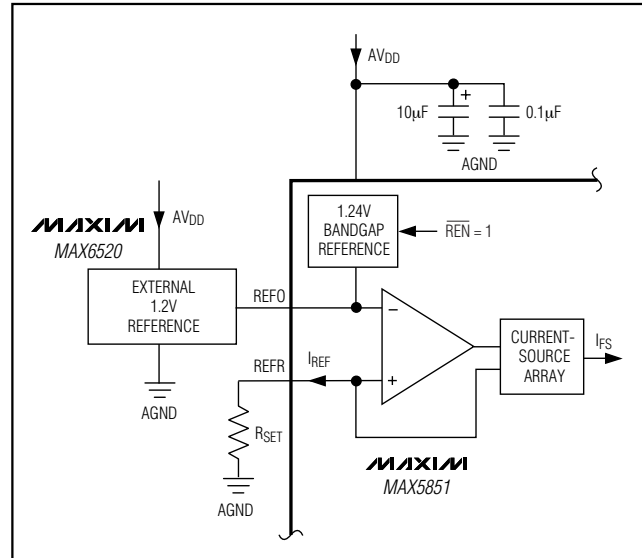 AVDD
10µF
+
0.1µF
AGND
MAXIM
MAX6520
AVDD
1.24V
BANDGAP
REFERENCE
REN = 1
EXTERNAL
1.2V
REFERENCE
REFO
−
CURRENT-
SOURCE
ARRAY
IFS
REFR
IREF
+
RSET
AGND
AGND
MAXIM
MAX5851